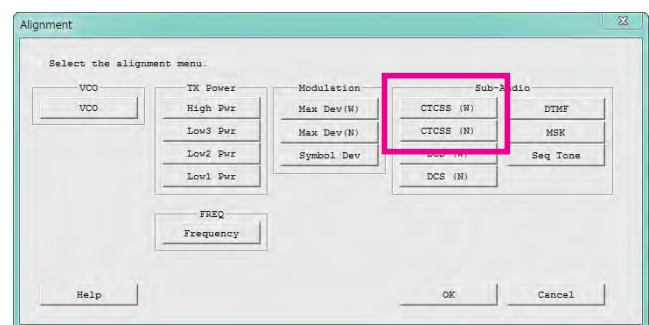 Alignment
Select the alignment menu.
VCO
TX Power
Modulation
Sub-Audio
VCO
High Pwr
Max Dev(W)
CTCSS (W)
DTMF
Low3 Pwr
Max Dev(N)
CTCSS (N)
MSK
Low2 Pwr
Symbol Dev
DCS (W)
Seq Tone
Low1 Pwr
DCS (N)
FREQ
Frequency
Help
OK
Cancel